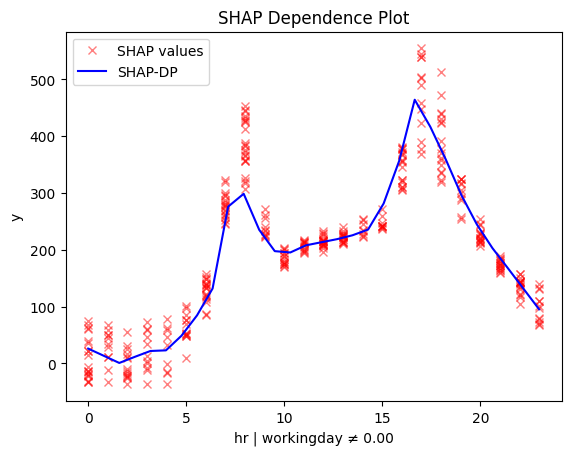 SHAP Dependence Plot
SHAP values
SHAP-DP
500
400
300
200
100
0
y
0 5 10 15 20
hr | workingday ≠ 0.00